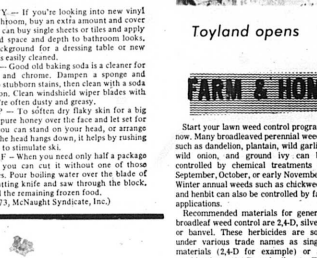 Y — If you're looking into new vinyl
throom, buy an extra amount and cover
can buy single sheets or tiles and apply
d space and depth to bathroom looks,
ckground for a dressing table or new
s easily cleaned.
— Good old baking soda is a cleaner for
and chrome. Dampen a sponge and
stubborn stains, then clean with a soda
on. Clean windshield wiper blades with
're often dusty and greasy.
P — To soften dry flaky skin for a big
pure honey over the face and let set for
ou can stand on your head, or arrange
he head hangs down, it helps by rushing
to stimulate ski.
F — When you need only half a package
you can cut it without one of those
s. Pour boiling water over the blade of
utting knife and saw through the block,
the remaining frozen food.
73, McNaught Syndicate, Inc.)
Toyland opens
FARM & HOM
Start your lawn weed control progra
now. Many broadleaved perennial weed
such as dandelion, plantain, wild garli
wild onion, and ground ivy can b
controlled by chemical treatments i
September, October, or early November
Winter annual weeds such as chickwee
and henbit can also be controlled by fa
applications.
Recommended materials for gener
broadleaf weed control are 2,4-D, silve
or banvel. These herbicides are so
under various trade names as sing
materials (2,4-D for example) or